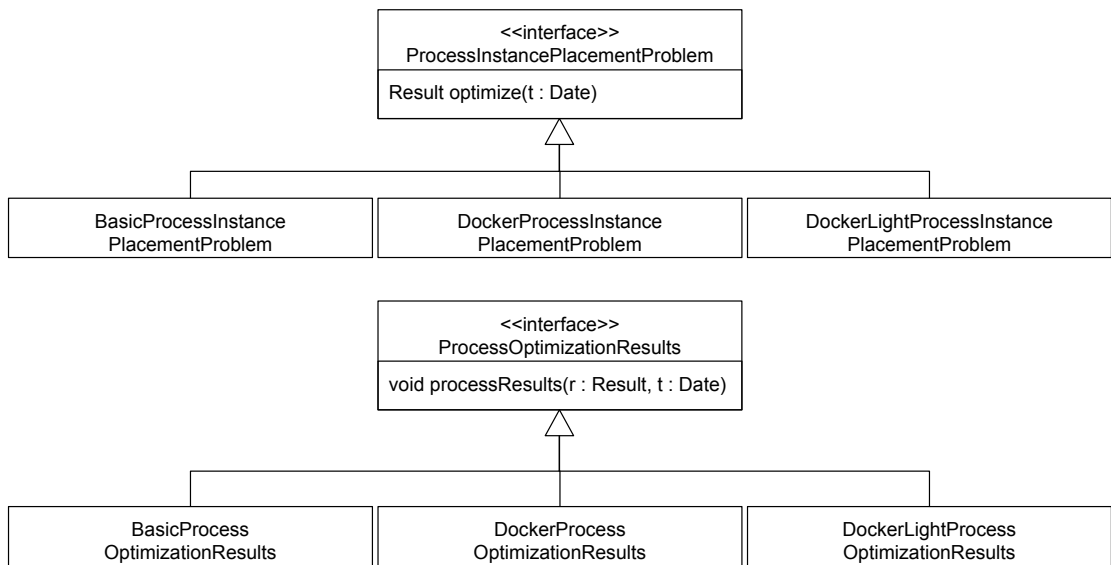 <<interface>>
ProcessInstancePlacementProblem
Result optimize(t : Date)
BasicProcessInstance
PlacementProblem
DockerProcessInstance
PlacementProblem
DockerLightProcessInstance
PlacementProblem
<<interface>>
ProcessOptimizationResults
void processResults(r : Result, t : Date)
BasicProcess
OptimizationResults
DockerProcess
OptimizationResults
DockerLightProcess
OptimizationResults